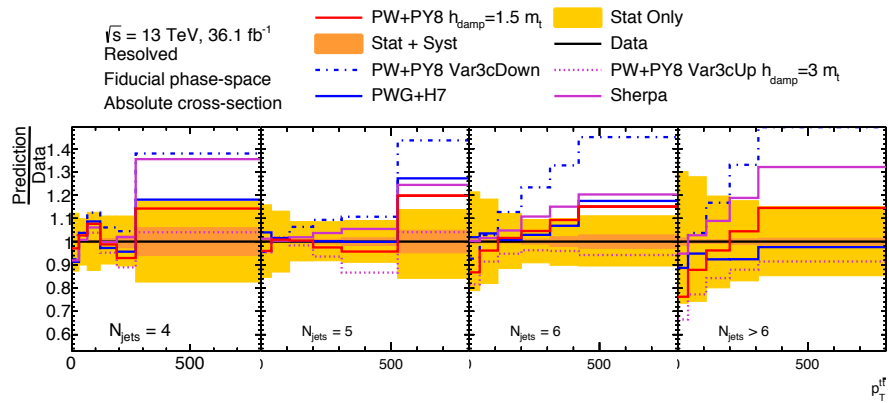 √s = 13 TeV, 36.1 fb⁻¹
Resolved
Fiducial phase-space
Absolute cross-section
PW+PY8 h_damp=1.5 m_t
Stat + Syst
PW+PY8 Var3cDown
PWG+H7
Stat Only
Data
PW+PY8 Var3cUp h_damp=3 m_t
Sherpa
Prediction
Data
1.4
1.3
1.2
1.1
1
0.9
0.8
0.7
0.6
N_jets = 4
N_jets = 5
N_jets = 6
N_jets > 6
0 500 0 500 0 500 0 500
p_T^tt̄